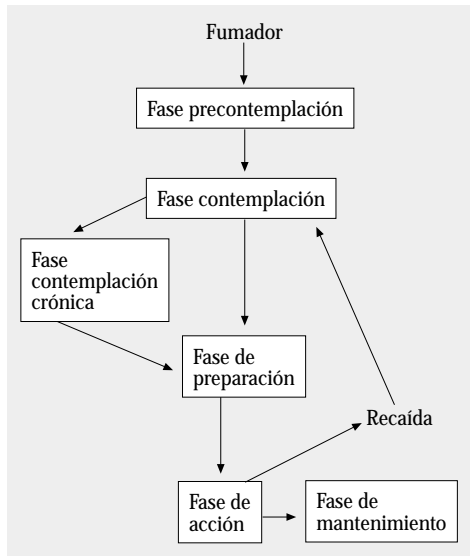 Fumador
Fase precontemplación
Fase contemplación
Fase
contemplación
crónica
Fase de
preparación
Recaída
Fase de
acción
Fase de
mantenimiento